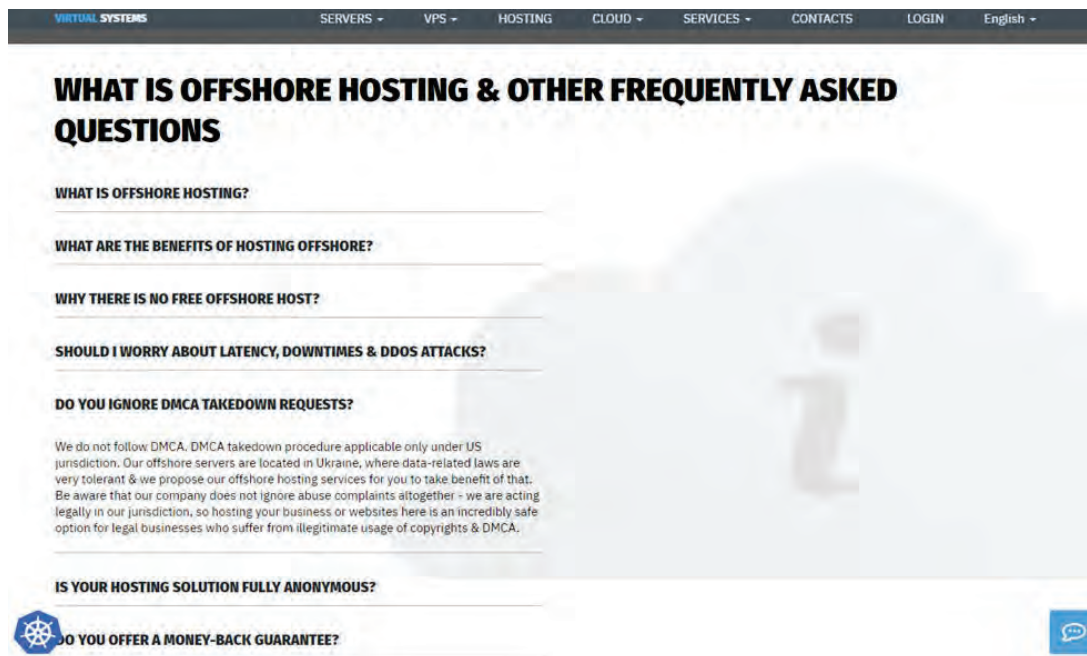 VIRTUAL SYSTEMS SERVERS VPS HOSTING CLOUD SERVICES CONTACTS LOGIN English
WHAT IS OFFSHORE HOSTING & OTHER FREQUENTLY ASKED
QUESTIONS
WHAT IS OFFSHORE HOSTING?
WHAT ARE THE BENEFITS OF HOSTING OFFSHORE?
WHY THERE IS NO FREE OFFSHORE HOST?
SHOULD I WORRY ABOUT LATENCY, DOWNTIMES & DDOS ATTACKS?
DO YOU IGNORE DMCA TAKEDOWN REQUESTS?
We do not follow DMCA. DMCA takedown procedure applicable only under US
jurisdiction. Our offshore servers are located in Ukraine, where data-related laws are
very tolerant & we propose our offshore hosting services for you to take benefit of that.
Be aware that our company does not ignore abuse complaints altogether - we are acting
legally in our jurisdiction, so hosting your business or websites here is an incredibly safe
option for legal businesses who suffer from illegitimate usage of copyrights & DMCA.
IS YOUR HOSTING SOLUTION FULLY ANONYMOUS?
DO YOU OFFER A MONEY-BACK GUARANTEE?